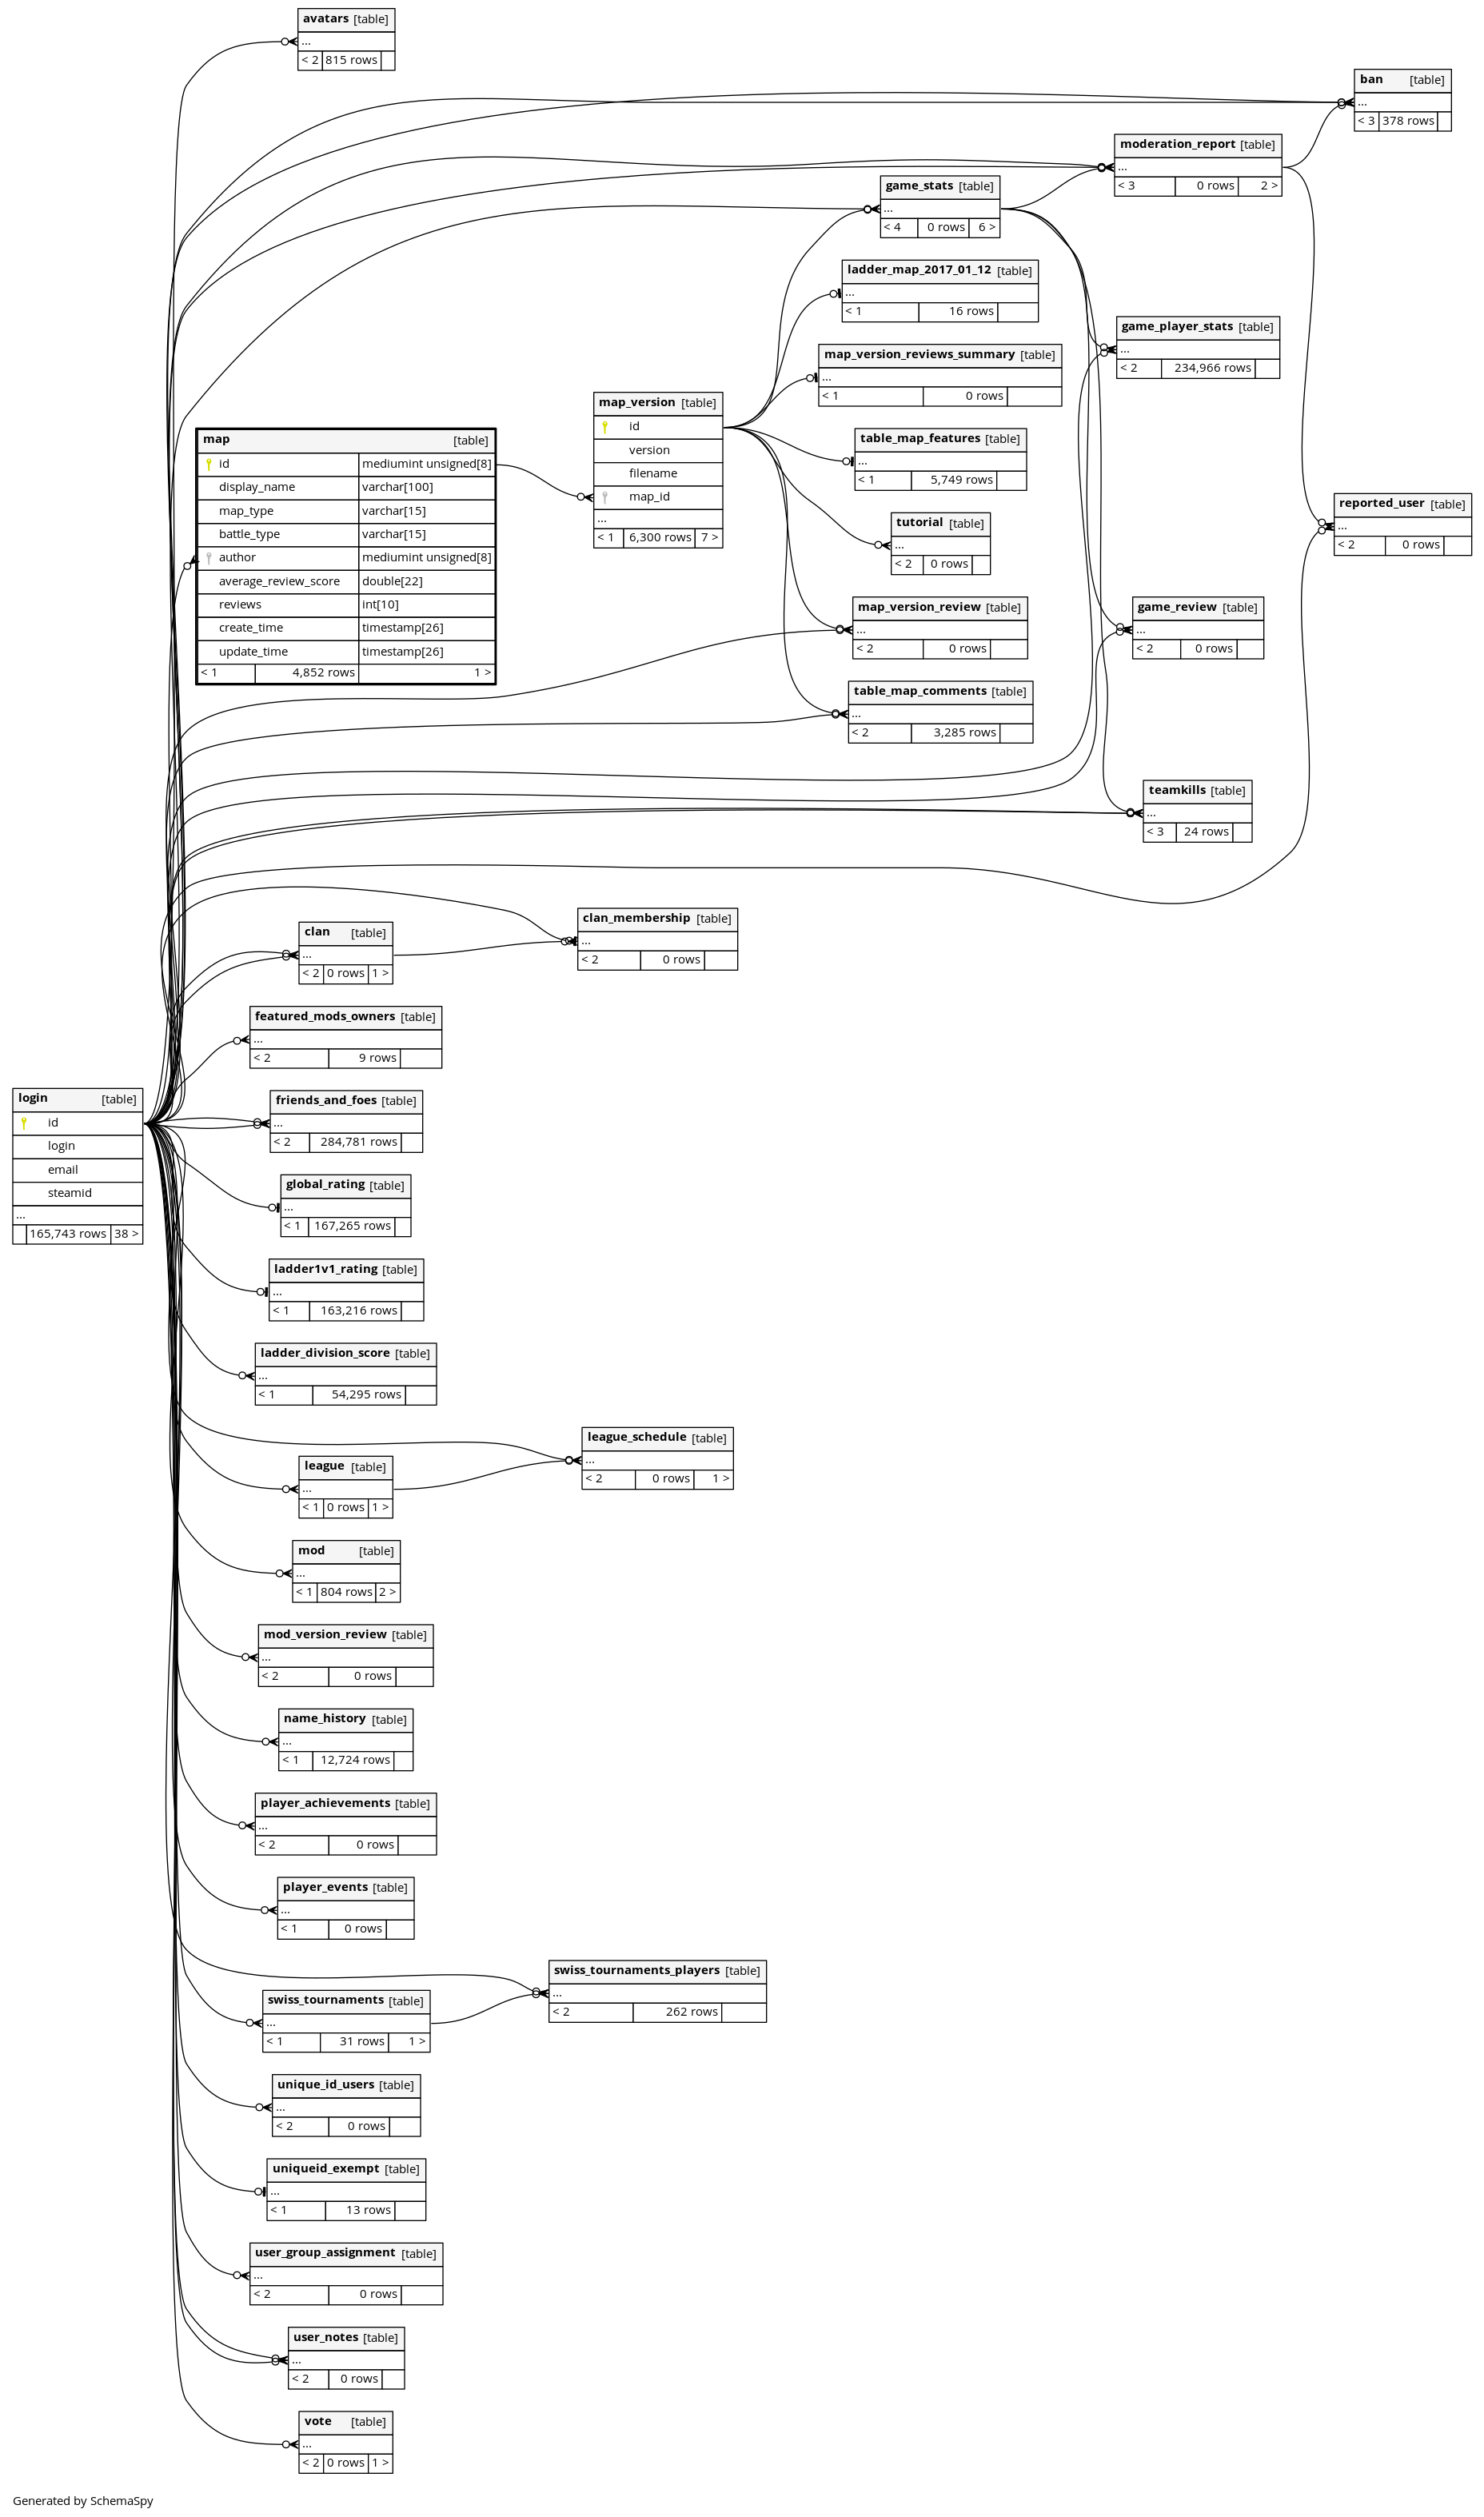 avatars [table]
...
< 2 815 rows
ban [table]
...
< 3 378 rows
moderation_report [table]
...
< 3 0 rows 2 >
game_stats [table]
...
< 4 0 rows 6 >
ladder_map_2017_01_12 [table]
...
< 1 16 rows
game_player_stats [table]
...
< 2 234,966 rows
map_version_reviews_summary [table]
...
< 1 0 rows
map_version [table]
id
version
filename
map_id
...
< 1 6,300 rows 7 >
map [table]
id mediumint unsigned[8]
display_name varchar[100]
map_type varchar[15]
battle_type varchar[15]
author mediumint unsigned[8]
average_review_score double[22]
reviews int[10]
create_time timestamp[26]
update_time timestamp[26]
< 1 4,852 rows 1 >
table_map_features [table]
...
< 1 5,749 rows
reported_user [table]
...
< 2 0 rows
tutorial [table]
...
< 2 0 rows
map_version_review [table]
...
< 2 0 rows
game_review [table]
...
< 2 0 rows
table_map_comments [table]
...
< 2 3,285 rows
teamkills [table]
...
< 3 24 rows
clan_membership [table]
...
< 2 0 rows
clan [table]
...
< 2 0 rows 1 >
featured_mods_owners [table]
...
< 2 9 rows
login [table]
id
login
email
steamid
...
165,743 rows 38 >
friends_and_foes [table]
...
< 2 284,781 rows
global_rating [table]
...
< 1 167,265 rows
ladder1v1_rating [table]
...
< 1 163,216 rows
ladder_division_score [table]
...
< 1 54,295 rows
league_schedule [table]
...
< 2 0 rows 1 >
league [table]
...
< 1 0 rows 1 >
mod [table]
...
< 1 804 rows 2 >
mod_version_review [table]
...
< 2 0 rows
name_history [table]
...
< 1 12,724 rows
player_achievements [table]
...
< 2 0 rows
player_events [table]
...
< 1 0 rows
swiss_tournaments_players [table]
...
< 2 262 rows
swiss_tournaments [table]
...
< 1 31 rows 1 >
unique_id_users [table]
...
< 2 0 rows
uniqueid_exempt [table]
...
< 1 13 rows
user_group_assignment [table]
...
< 2 0 rows
user_notes [table]
...
< 2 0 rows
vote [table]
...
< 2 0 rows 1 >
Generated by SchemaSpy